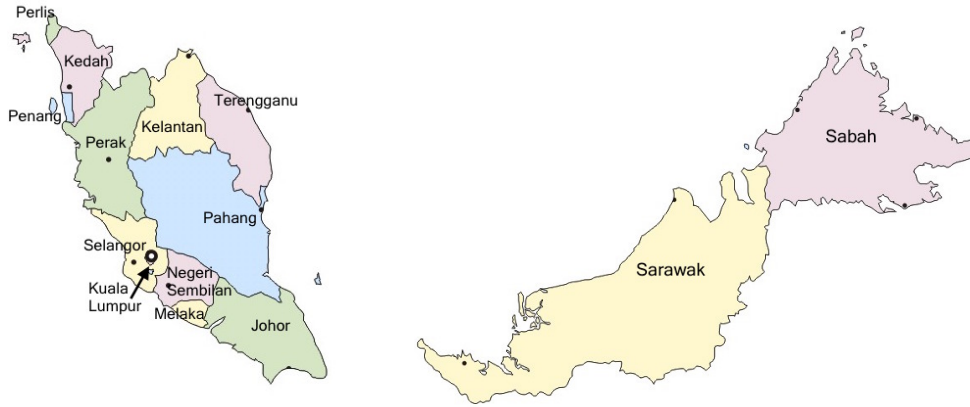 Perlis
Kedah
Penang
Perak
Kelantan
Terengganu
Pahang
Selangor
Kuala
Lumpur
Negeri
Sembilan
Melaka
Johor
Sabah
Sarawak